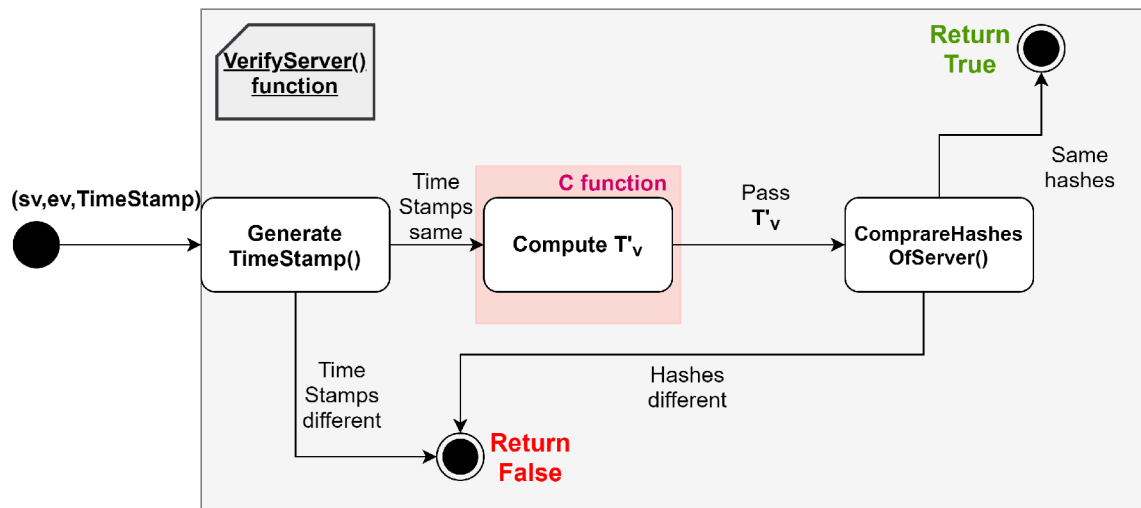 VerifyServer()
function
Return
True
(sv,ev,TimeStamp)
Generate
TimeStamp()
Time
Stamps
same
C function
Compute T'v
Pass
T'v
ComprareHashes
OfServer()
Same
hashes
Time
Stamps
different
Hashes
different
Return
False